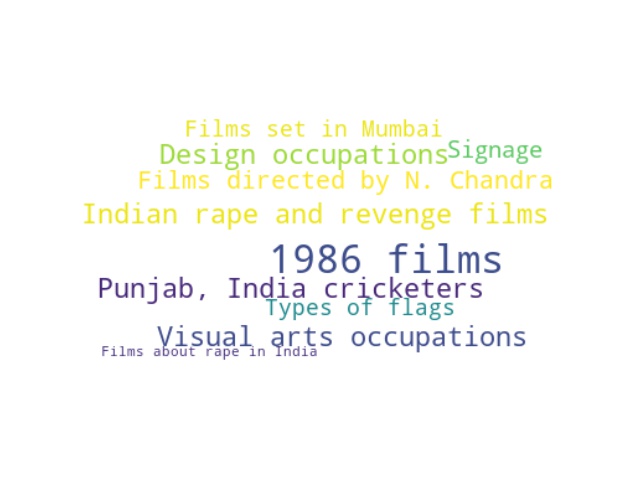 Films set in Mumbai
Design occupations
Signage
Films directed by N. Chandra
Indian rape and revenge films
1986 films
Punjab, India cricketers
Types of flags
Visual arts occupations
Films about rape in India